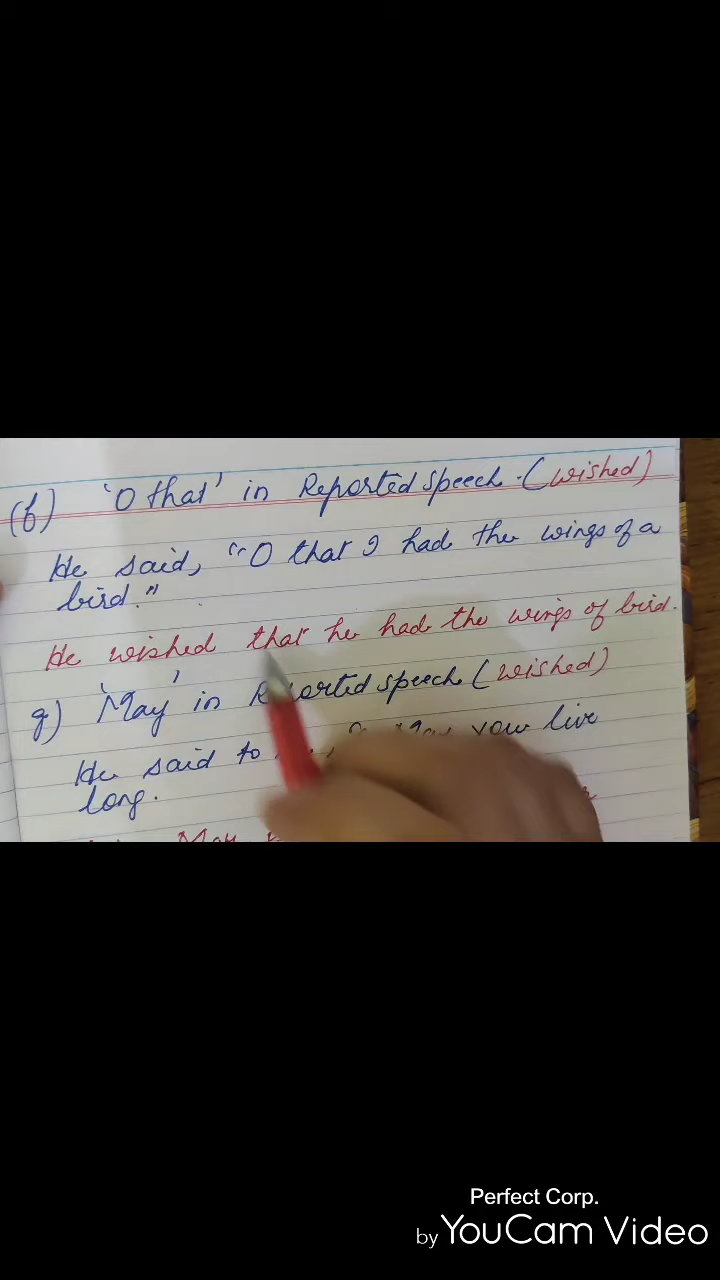 (f) 'O that' in Reported speech. (wished)
He said, "O that I had the wings of a
bird."
He wished that he had the wings of bird.
g) 'May' in Reported speech (wished)
He said to you live
long.
May
Perfect Corp.
by YouCam Video